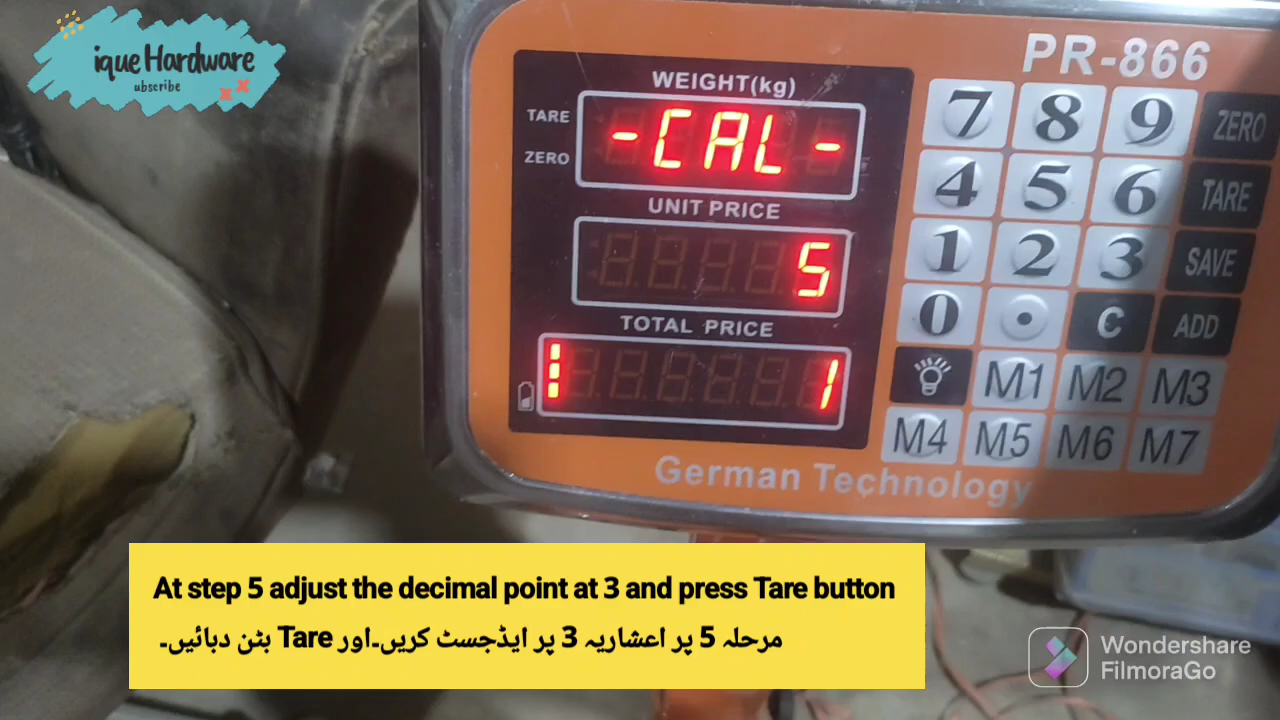 ique Hardware
ubscribe
PR-866
WEIGHT(kg)
TARE
ZERO
-CAL-
UNIT PRICE
5
TOTAL PRICE
1
7 8 9 ZERO
4 5 6 TARE
1 2 3 SAVE
0 . C ADD
M1 M2 M3
M4 M5 M6 M7
German Technology
At step 5 adjust the decimal point at 3 and press Tare button
مرحلہ 5 پر اعشاریہ 3 پر ایڈجسٹ کریں۔اور Tare بٹن دبائیں۔
Wondershare
FilmoraGo